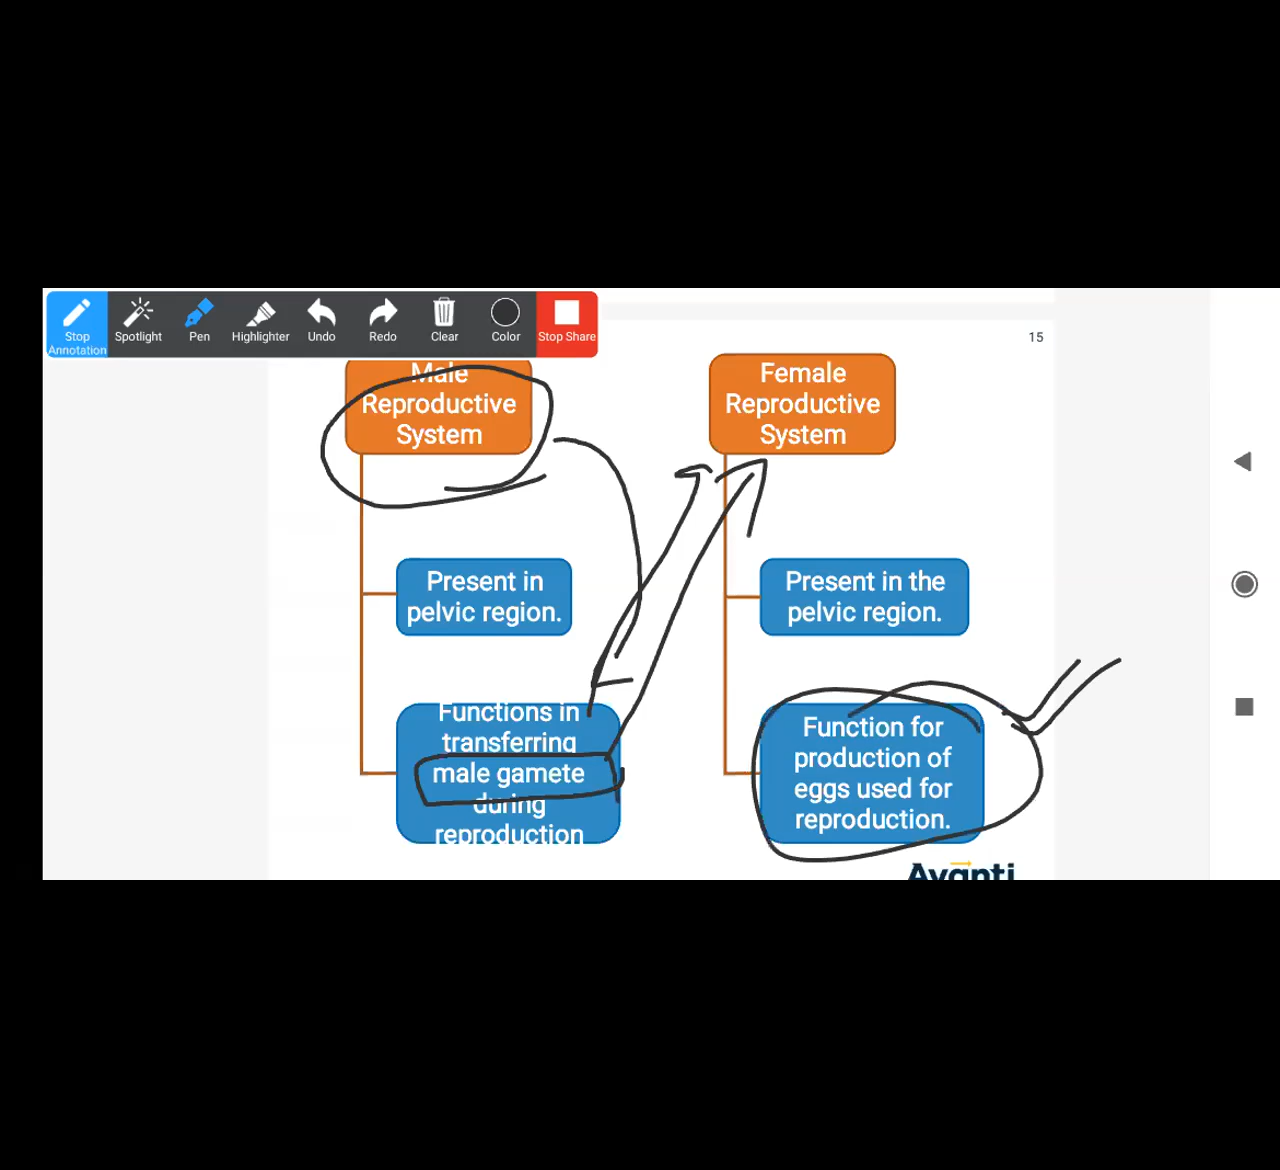 Stop
Annotation
Spotlight
Pen
Highlighter
Undo
Redo
Clear
Color
Stop Share
15
Male
Reproductive
System
Female
Reproductive
System
Present in
pelvic region.
Present in the
pelvic region.
Functions in
transferring
male gamete
during
reproduction
Function for
production of
eggs used for
reproduction.
Avanti